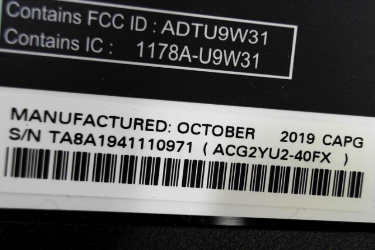 Contains FCC ID : ADTU9W31
Contains IC : 1178A-U9W31
MANUFACTURED: OCTOBER 2019 CAPG
S/N TA8A1941110971 ( ACG2YU2-40FX )